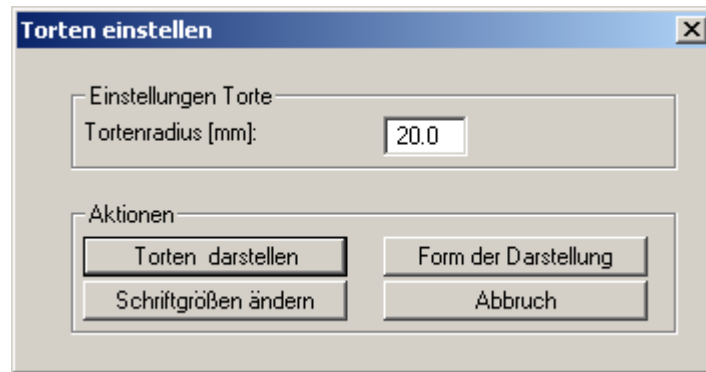 Torten einstellen
Einstellungen Torte
Tortenradius [mm]: 20.0
Aktionen
Torten darstellen Form der Darstellung
Schriftgrößen ändern Abbruch